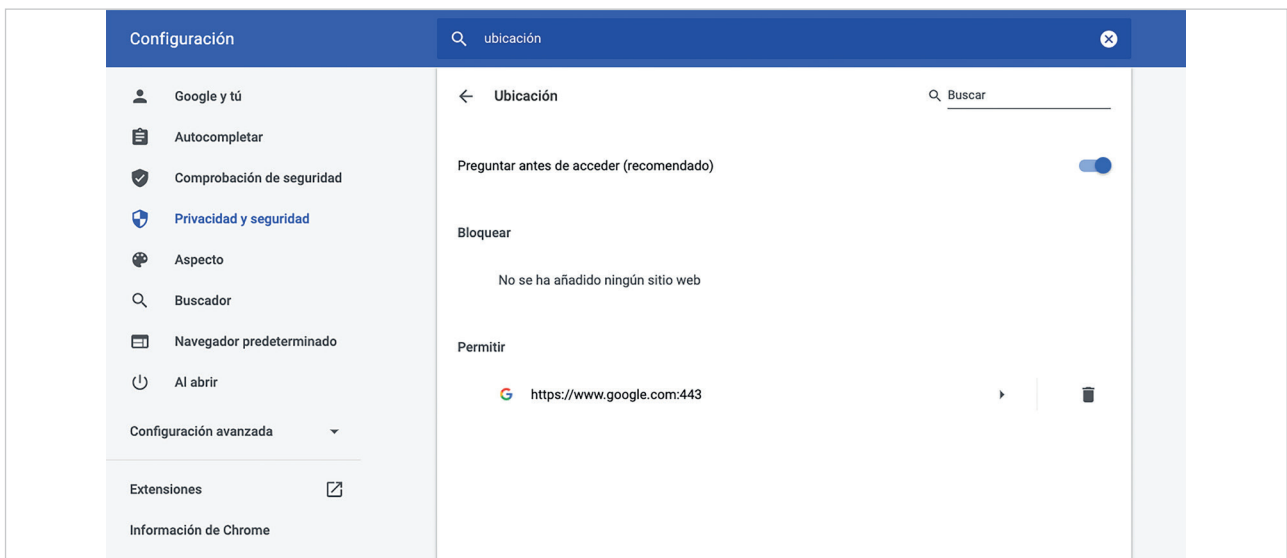 Configuración
ubicación
Google y tú
Autocompletar
Comprobación de seguridad
Privacidad y seguridad
Aspecto
Buscador
Navegador predeterminado
Al abrir
Configuración avanzada
Extensiones
Información de Chrome
Ubicación
Buscar
Preguntar antes de acceder (recomendado)
Bloquear
No se ha añadido ningún sitio web
Permitir
https://www.google.com:443